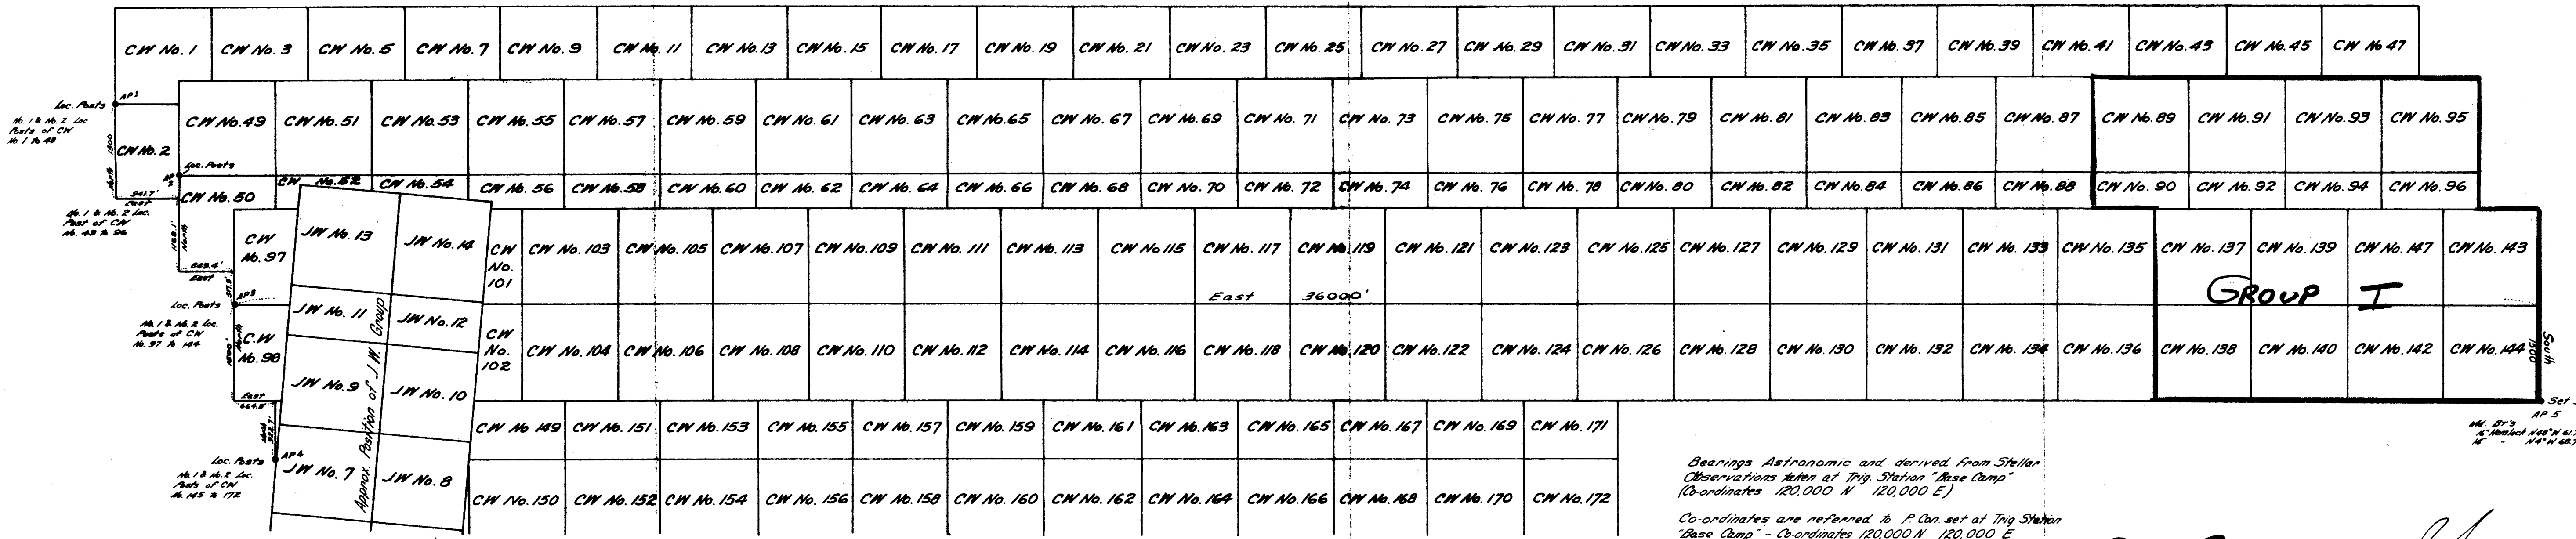 CW No. 1 CW No. 3 CW No. 5 CW No. 7 CW No. 9 CW No. 11 CW No. 13 CW No. 15 CW No. 17 CW No. 19 CW No. 21 CW No. 23 CW No. 25 CW No. 27 CW No. 29 CW No. 31 CW No. 33 CW No. 35 CW No. 37 CW No. 39 CW No. 41 CW No. 43 CW No. 45 CW No 47
AP1
Loc. Posts
No. 1 & No. 2 Loc
Posts of CW
No. 1 to 48
CW No. 49 CW No. 51 CW No. 53 CW No. 55 CW No. 57 CW No. 59 CW No. 61 CW No. 63 CW No. 65 CW No. 67 CW No. 69 CW No. 71 CW No. 73 CW No. 75 CW No. 77 CW No. 79 CW No. 81 CW No. 83 CW No. 85 CW No. 87 CW No. 89 CW No. 91 CW No. 93 CW No. 95
1500
North
CW No. 2
Loc. Posts
AP 2
941.7'
East
No. 1 & No. 2 Loc.
Post of CW
No. 49 to 96
CW No. 50 CW No. 52 CW No. 54 CW No. 56 CW No. 58 CW No. 60 CW No. 62 CW No. 64 CW No. 66 CW No. 68 CW No. 70 CW No. 72 CW No. 74 CW No. 76 CW No. 78 CW No. 80 CW No. 82 CW No. 84 CW No. 86 CW No. 88 CW No. 90 CW No. 92 CW No. 94 CW No. 96
North
849.4'
East
CW
No. 97
JW No. 13 JW No. 14
CW
No.
101
CW No. 103 CW No. 105 CW No. 107 CW No. 109 CW No. 111 CW No. 113 CW No 115 CW No. 117 CW No. 119 CW No. 121 CW No. 123 CW No. 125 CW No. 127 CW No. 129 CW No. 131 CW No. 133 CW No. 135 CW No. 137 CW No. 139 CW No. 147 CW No. 143
Loc. Posts
AP3
No. 1 & No. 2 Loc.
Posts of CW
No. 97 to 144
East 36000'
GROUP I
JW No. 11 JW No. 12
1500'
North
CW
No. 98
CW
No.
102
CW No. 104 CW No. 106 CW No. 108 CW No. 110 CW No. 112 CW No. 114 CW No. 116 CW No. 118 CW No. 120 CW No. 122 CW No. 124 CW No. 126 CW No. 128 CW No. 130 CW No. 132 CW No. 134 CW No. 136 CW No. 138 CW No. 140 CW No. 142 CW No. 144
South
1500
JW No. 9 JW No. 10
East
664.8'
North
Approx. Position of J.W. Group
Set
AP 5
CW No 149 CW No. 151 CW No. 153 CW No. 155 CW No. 157 CW No. 159 CW No. 161 CW No. 163 CW No. 165 CW No. 167 CW No. 169 CW No. 171
Loc. Posts
AP4
No. 1 & No. 2 Loc.
Posts of CW
No. 145 to 172
JW No. 7 JW No. 8
CW No. 150 CW No. 152 CW No. 154 CW No. 156 CW No. 158 CW No. 160 CW No. 162 CW No. 164 CW No. 166 CW No. 168 CW No. 170 CW No. 172
Bearings Astronomic and derived from Stellar
Observations taken at Trig. Station "Base Camp"
(Co-ordinates 120,000 N 120,000 E)
Co-ordinates are referred to P. Con. set at Trig Station
"Base Camp" - Co-ordinates 120,000 N 120,000 E